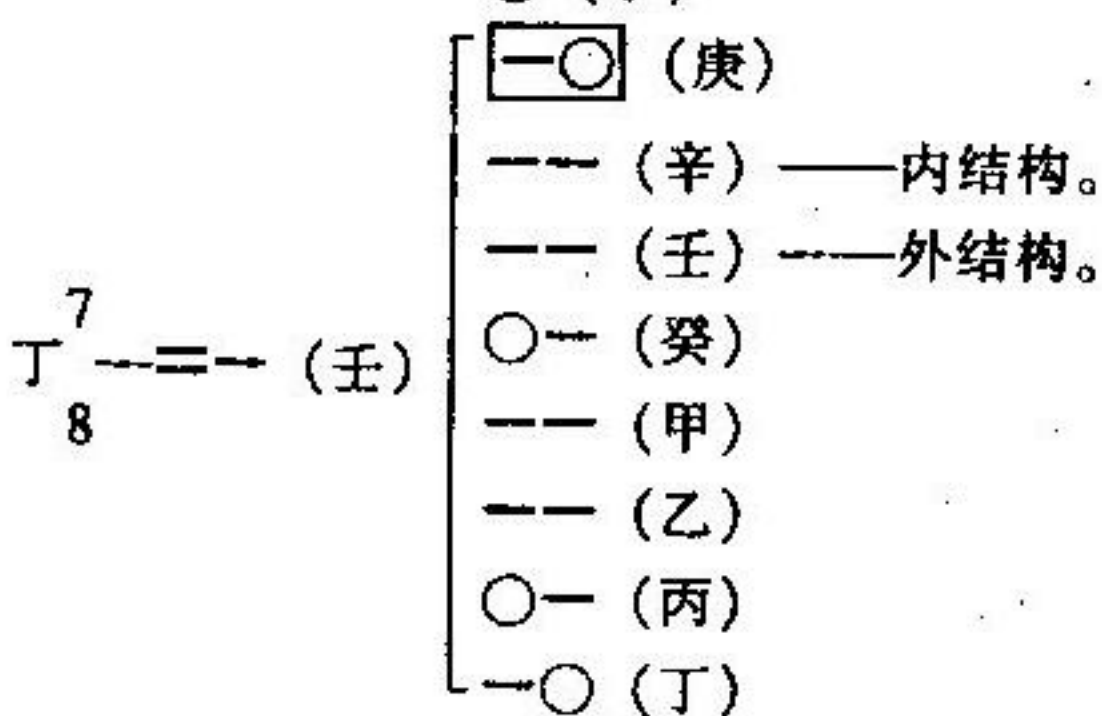 —○ （庚）
—— （辛） ——内结构。
—— （壬） ——外结构。
○— （癸）
7
丁 —=— （壬）
8
—— （甲）
—— （乙）
○— （丙）
—○ （丁）